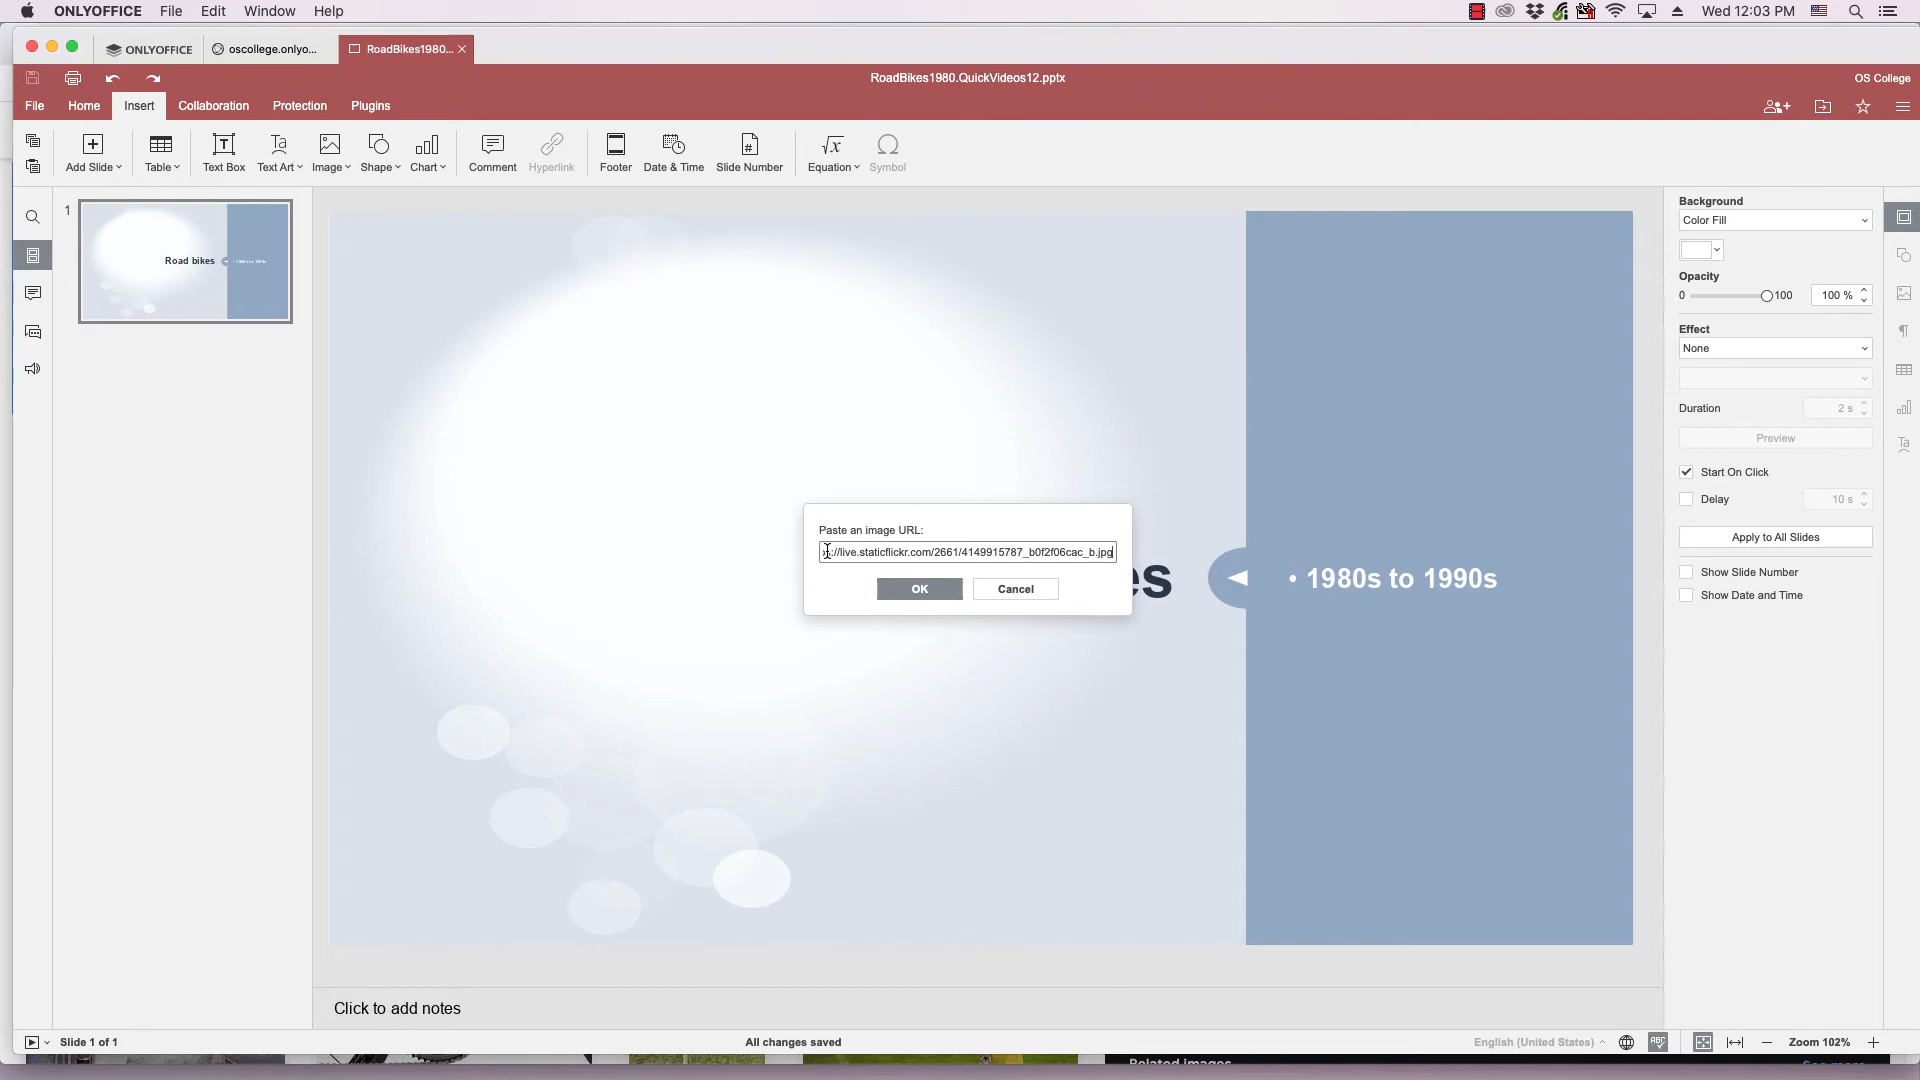 ONLYOFFICE File Edit Window Help Wed 12:03 PM
ONLYOFFICE oscollege.onlyo... RoadBikes1980...
RoadBikes1980.QuickVideos12.pptx OS College
File Home Insert Collaboration Protection Plugins
Add Slide Table Text Box Text Art Image Shape Chart Comment Hyperlink Footer Date & Time Slide Number Equation Symbol
1
Road bikes
• 1980s to 1990s
Paste an image URL:
://live.staticflickr.com/2661/4149915787_b0f2f06cac_b.jpg
OK Cancel
es
• 1980s to 1990s
Background
Color Fill
Opacity
0 100 100 %
Effect
None
Duration 2 s
Preview
Start On Click
Delay 10 s
Apply to All Slides
Show Slide Number
Show Date and Time
Click to add notes
Slide 1 of 1 All changes saved English (United States) Zoom 102%
Related images